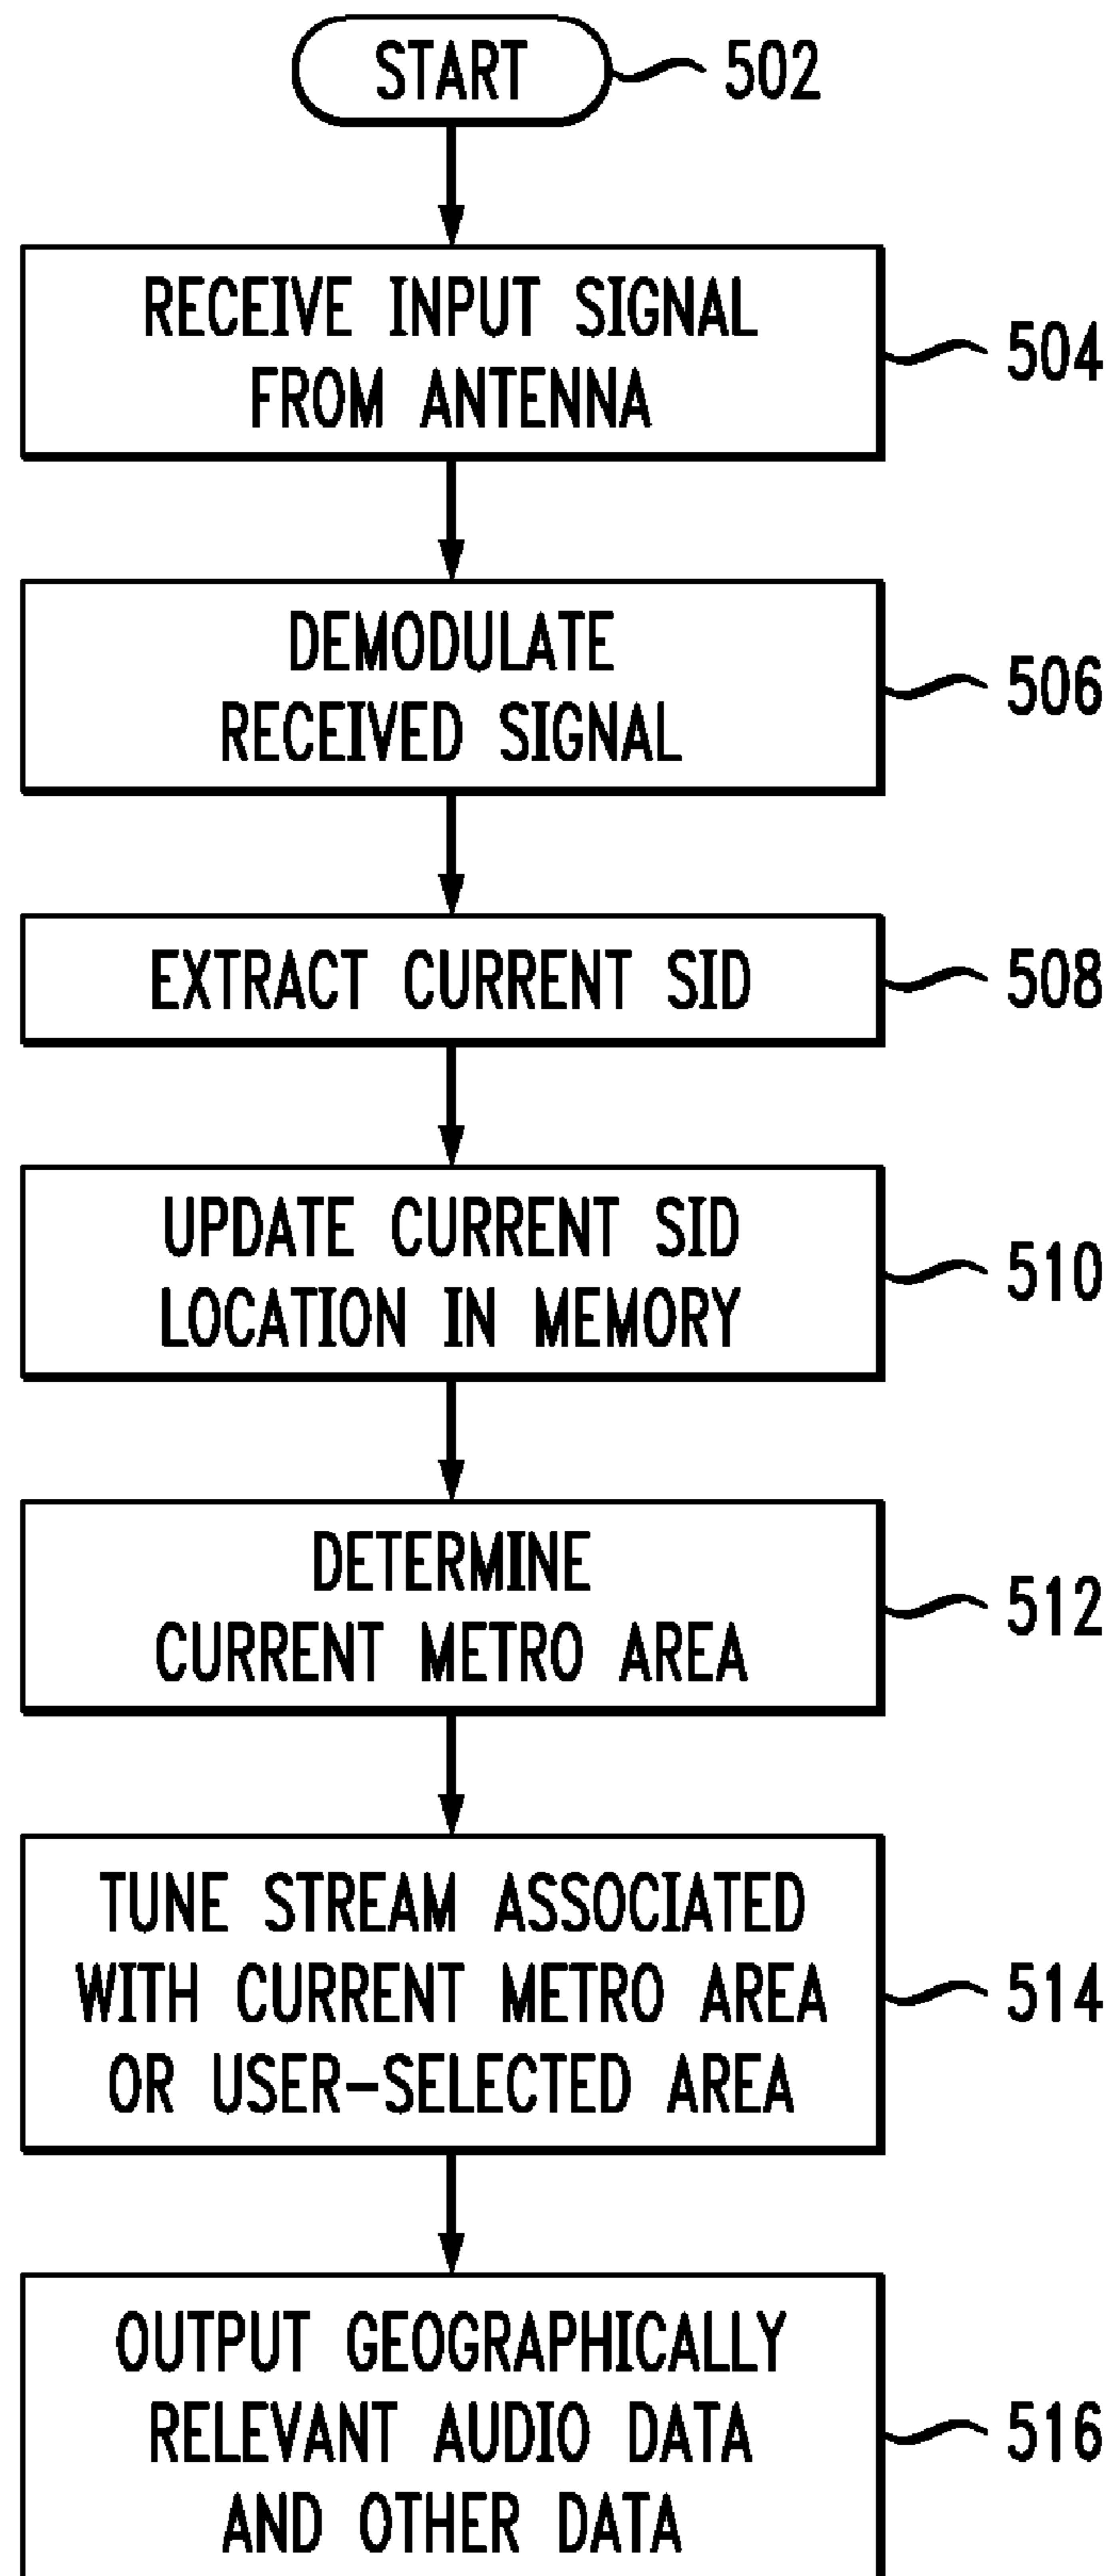 START
502
RECEIVE INPUT SIGNAL
FROM ANTENNA
504
DEMODULATE
RECEIVED SIGNAL
506
EXTRACT CURRENT SID
508
UPDATE CURRENT SID
LOCATION IN MEMORY
510
DETERMINE
CURRENT METRO AREA
512
TUNE STREAM ASSOCIATED
WITH CURRENT METRO AREA
OR USER-SELECTED AREA
514
OUTPUT GEOGRAPHICALLY
RELEVANT AUDIO DATA
AND OTHER DATA
516